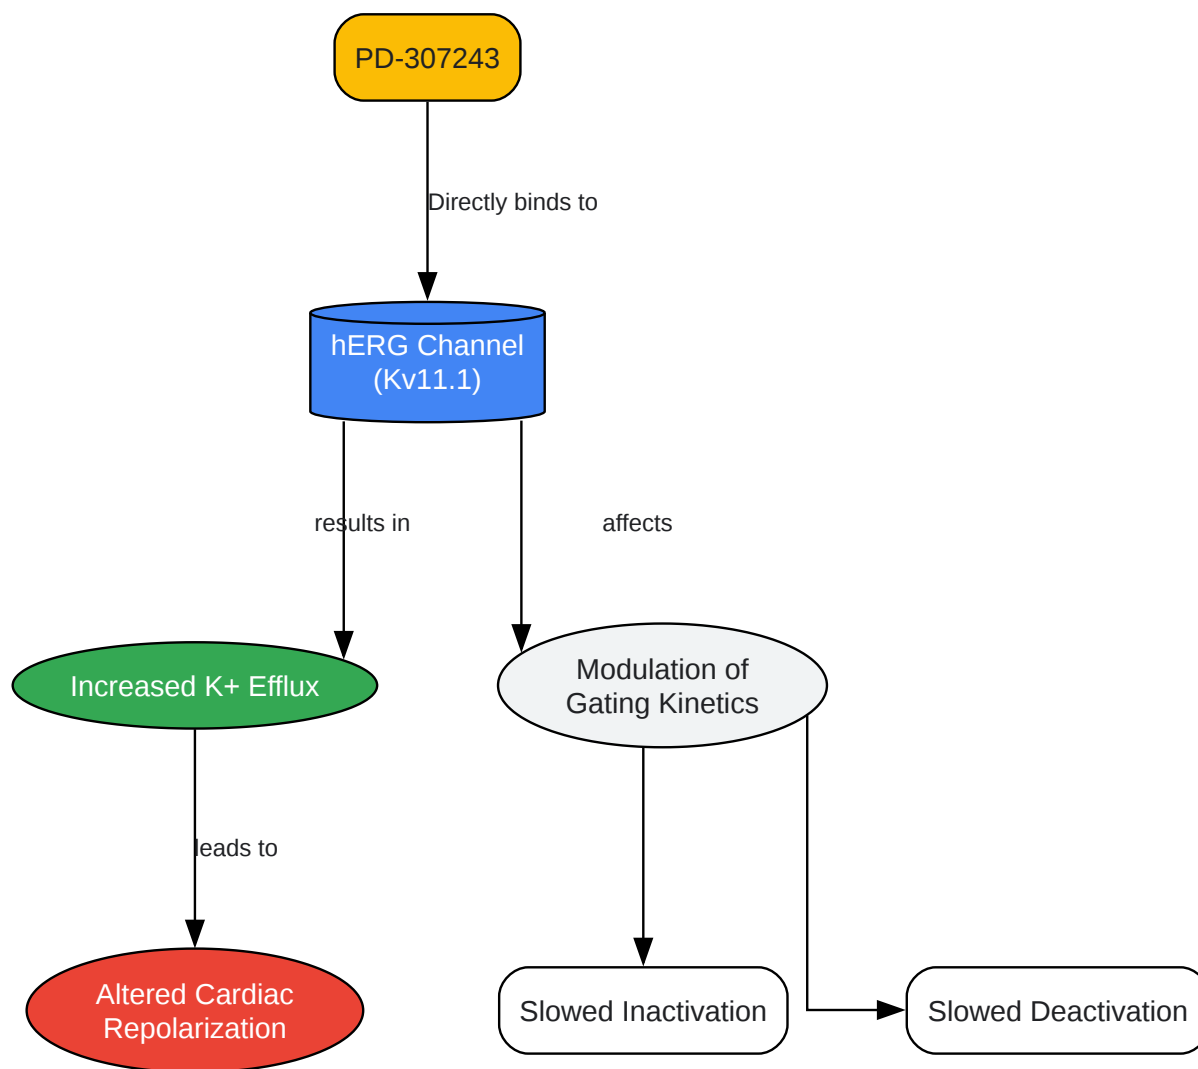 PD-307243
Directly binds to
hERG Channel
(Kv11.1)
results in
affects
Increased K+ Efflux
Modulation of
Gating Kinetics
leads to
Altered Cardiac
Repolarization
Slowed Inactivation
Slowed Deactivation